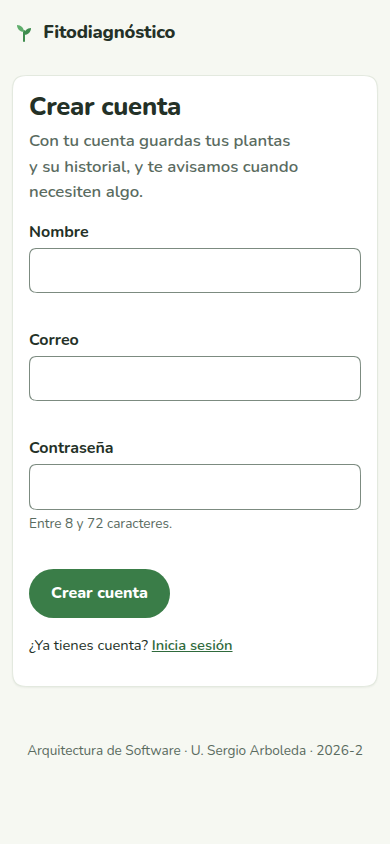 Fitodiagnóstico
Crear cuenta
Con tu cuenta guardas tus plantas
y su historial, y te avisamos cuando
necesiten algo.
Nombre
Correo
Contraseña
Entre 8 y 72 caracteres.
Crear cuenta
¿Ya tienes cuenta? Inicia sesión
Arquitectura de Software · U. Sergio Arboleda · 2026-2